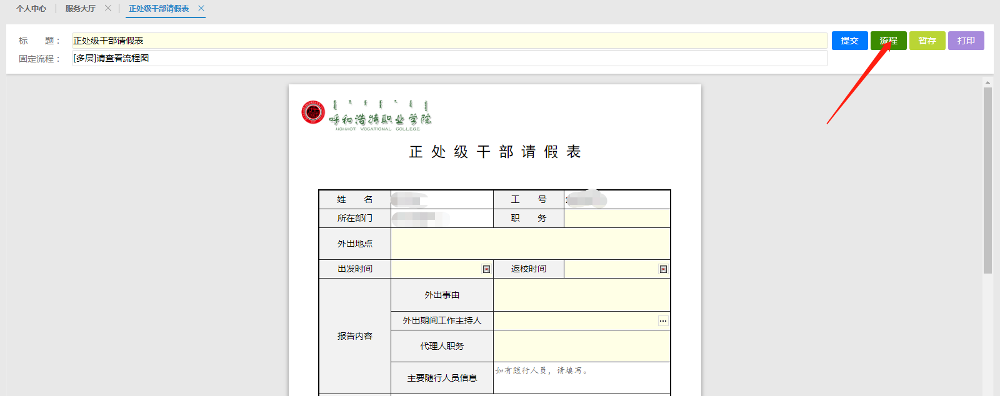 个人中心 服务大厅 正处级干部请假表
标 题： 正处级干部请假表 提交 流程 暂存 打印
固定流程： [多层]请查看流程图
呼和浩特职业学院
HOHHOT VOCATIONAL COLLEGE
正处级干部请假表
姓 名 工 号
所在部门 职 务
外出地点
出发时间 返校时间
报告内容
外出事由
外出期间工作主持人
代理人职务
主要随行人员信息 如有随行人员，请填写。